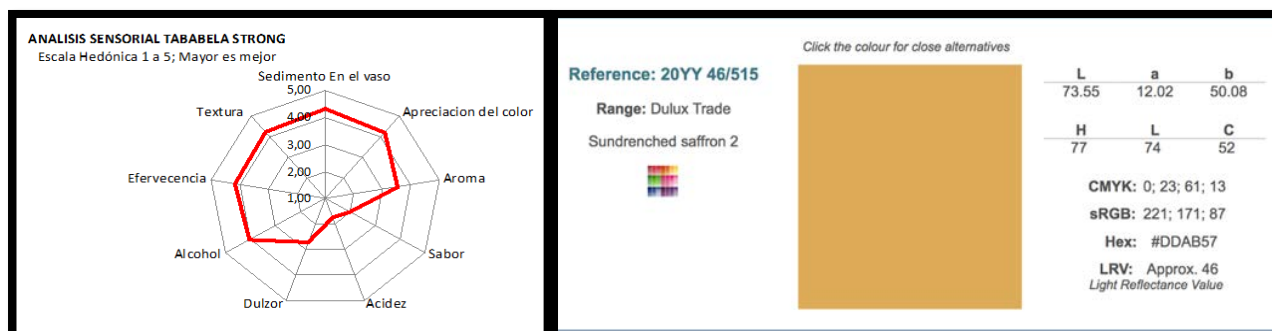 ANALISIS SENSORIAL TABABELA STRONG
Escala Hedónica 1 a 5; Mayor es mejor
Sedimento En el vaso
5,00
Textura
4,00
Apreciacion del color
3,00
Efervecencia
2,00
Aroma
1,00
Alcohol
Sabor
Dulzor
Acidez
Click the colour for close alternatives
Reference: 20YY 46/515
Range: Dulux Trade
Sundrenched saffron 2
L a b
73.55 12.02 50.08
H L C
77 74 52
CMYK: 0; 23; 61; 13
sRGB: 221; 171; 87
Hex: #DDAB57
LRV: Approx. 46
Light Reflectance Value